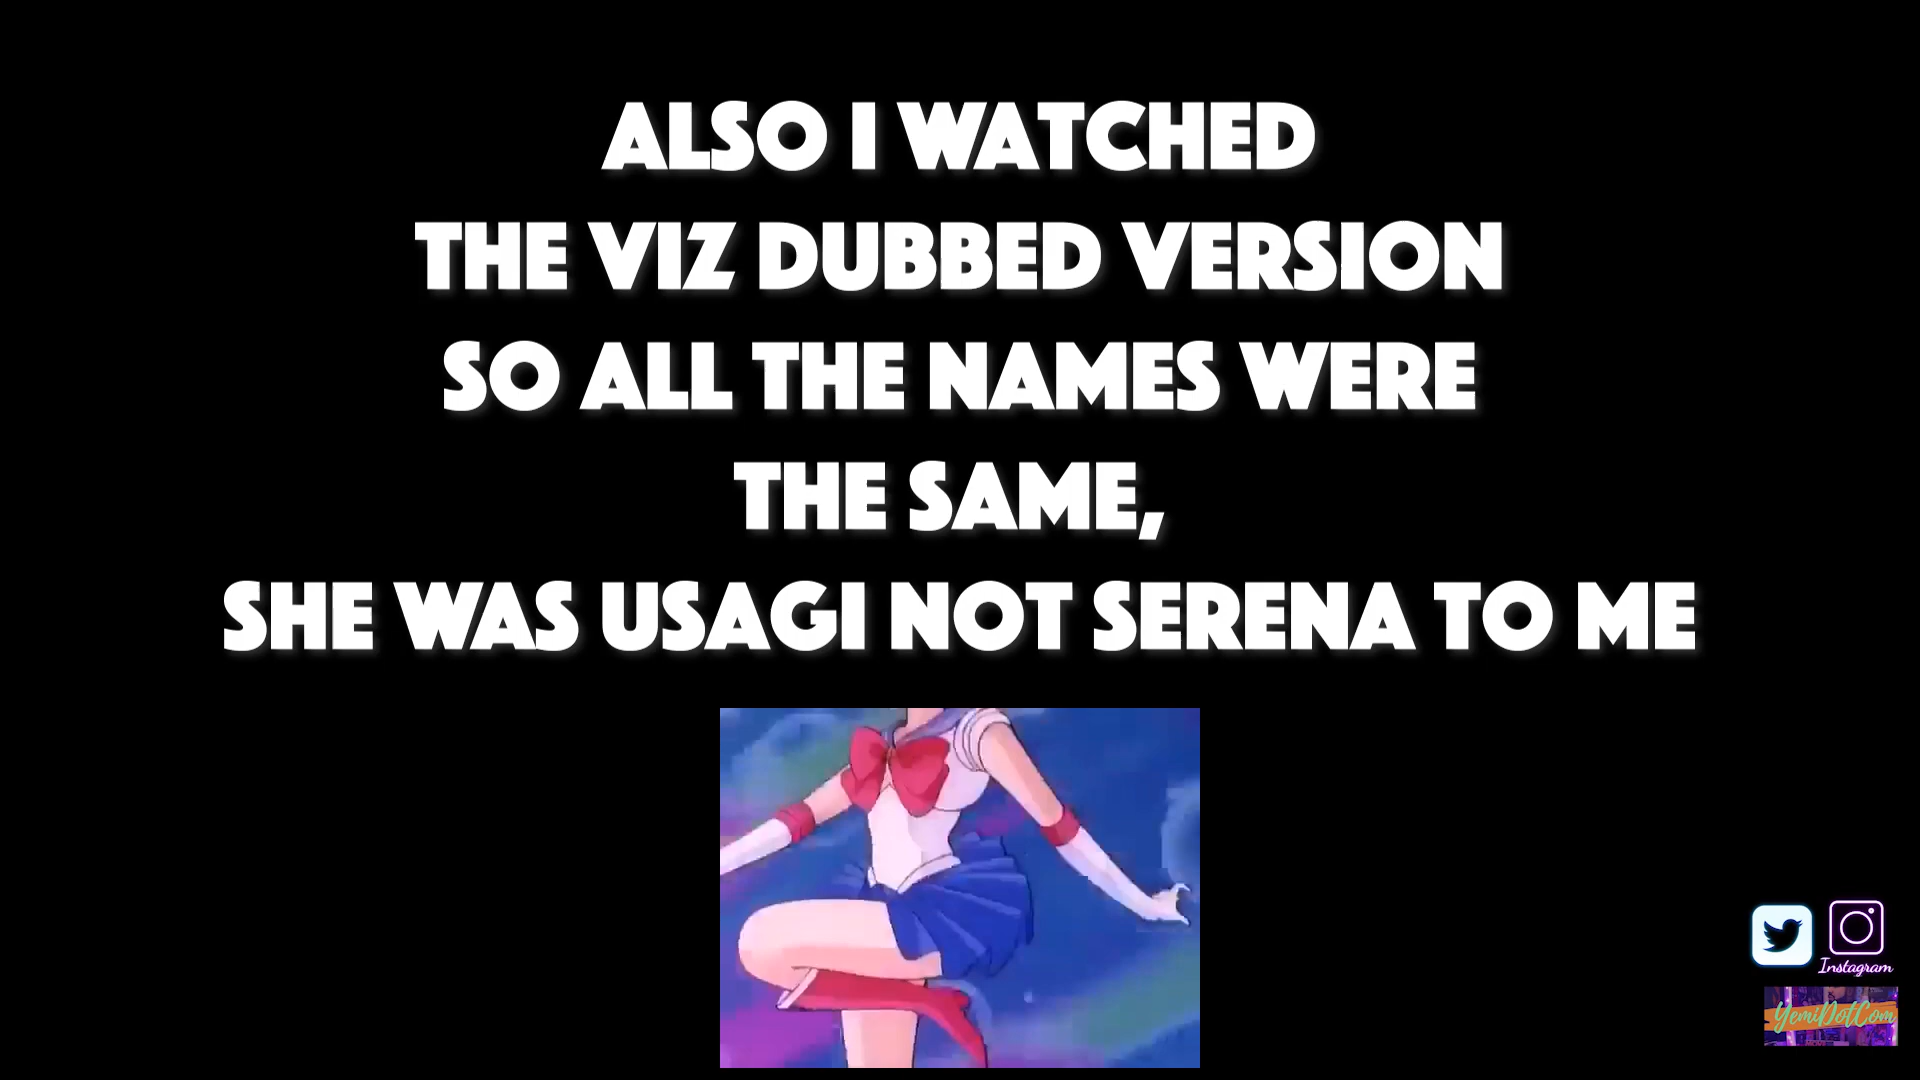 ALSO I WATCHED
THE VIZ DUBBED VERSION
SO ALL THE NAMES WERE
THE SAME,
SHE WAS USAGI NOT SERENA TO ME
Instagram
YemiDotCom